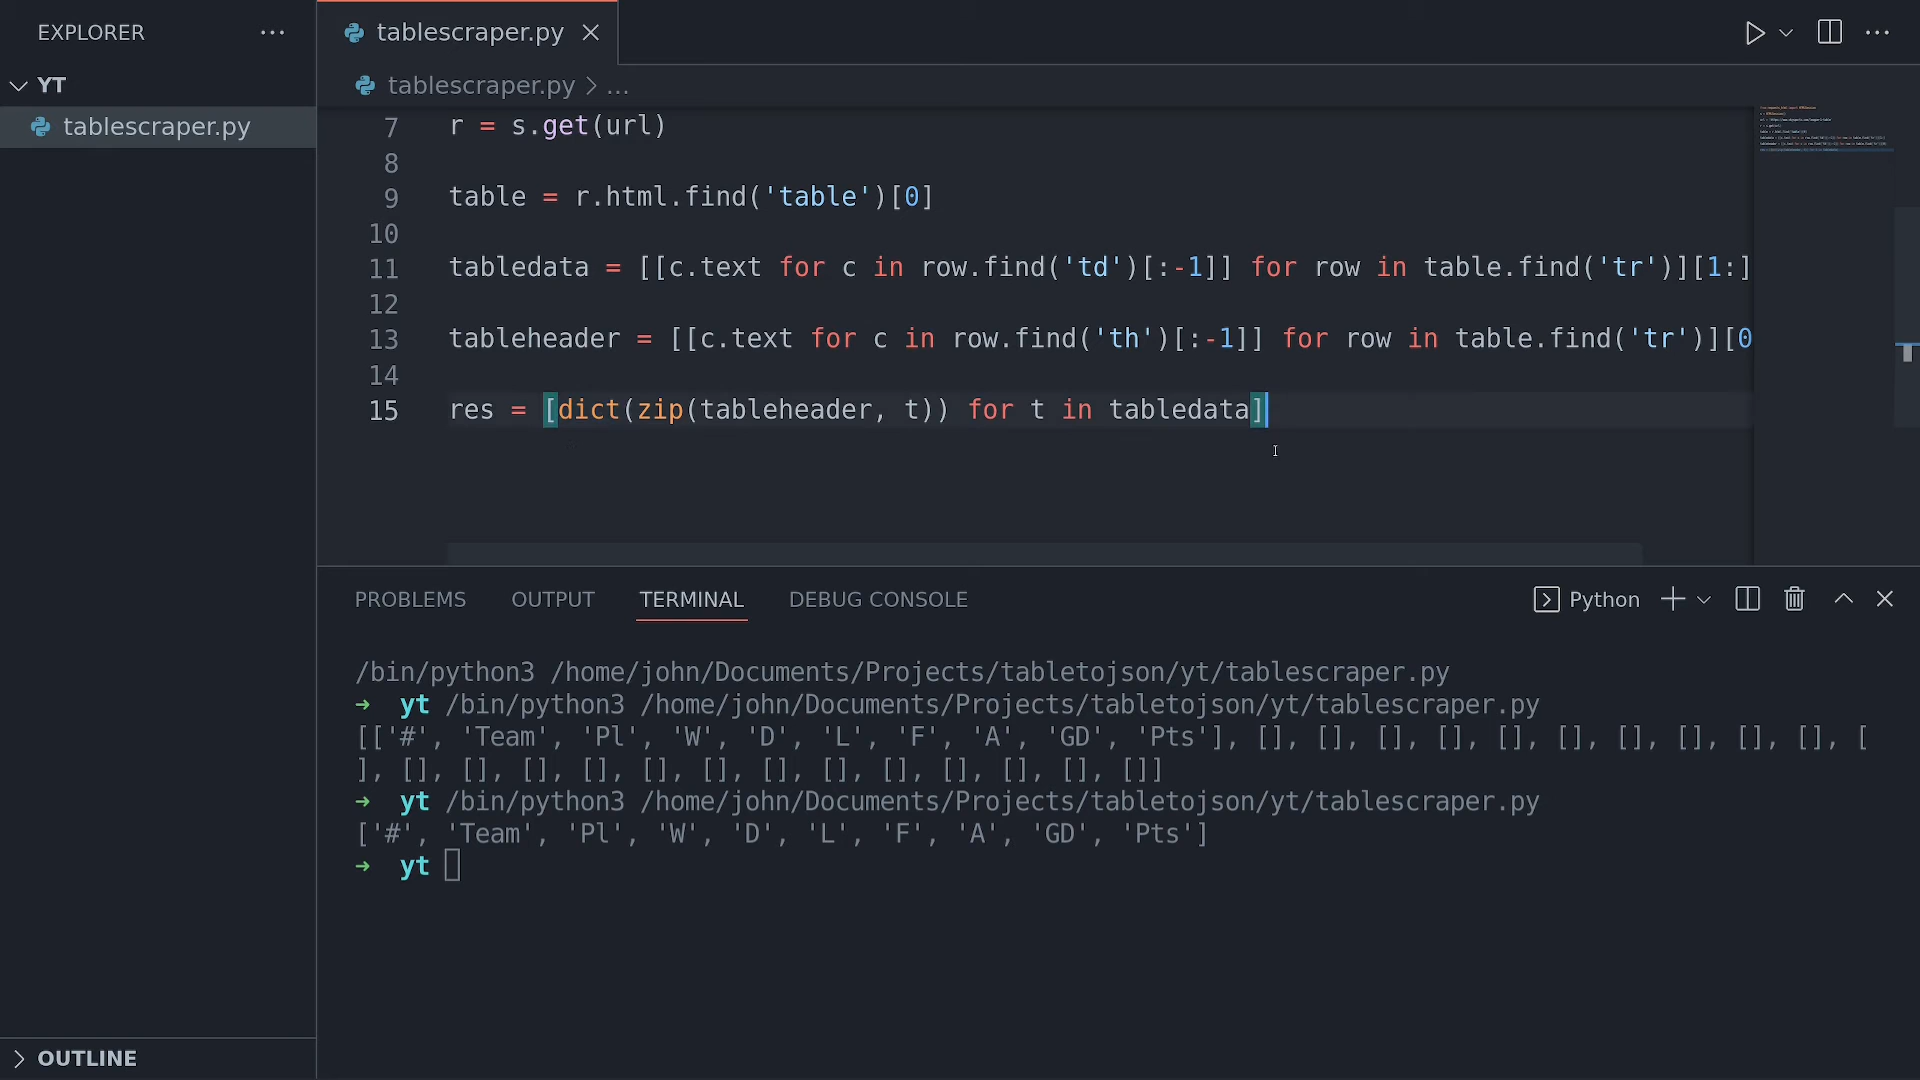 EXPLORER
YT
tablescraper.py
OUTLINE
tablescraper.py
tablescraper.py > ...
7 r = s.get(url)
8
9 table = r.html.find('table')[0]
10
11 tabledata = [[c.text for c in row.find('td')[:-1]] for row in table.find('tr')][1:]
12
13 tableheader = [[c.text for c in row.find('th')[:-1]] for row in table.find('tr')][0
14
15 res = [dict(zip(tableheader, t)) for t in tabledata]
PROBLEMS OUTPUT TERMINAL DEBUG CONSOLE Python
/bin/python3 /home/john/Documents/Projects/tabletojson/yt/tablescraper.py
→ yt /bin/python3 /home/john/Documents/Projects/tabletojson/yt/tablescraper.py
[['#', 'Team', 'Pl', 'W', 'D', 'L', 'F', 'A', 'GD', 'Pts'], [], [], [], [], [], [], [], [], [], [], [
], [], [], [], [], [], [], [], [], [], [], [], [], []]
→ yt /bin/python3 /home/john/Documents/Projects/tabletojson/yt/tablescraper.py
['#', 'Team', 'Pl', 'W', 'D', 'L', 'F', 'A', 'GD', 'Pts']
→ yt